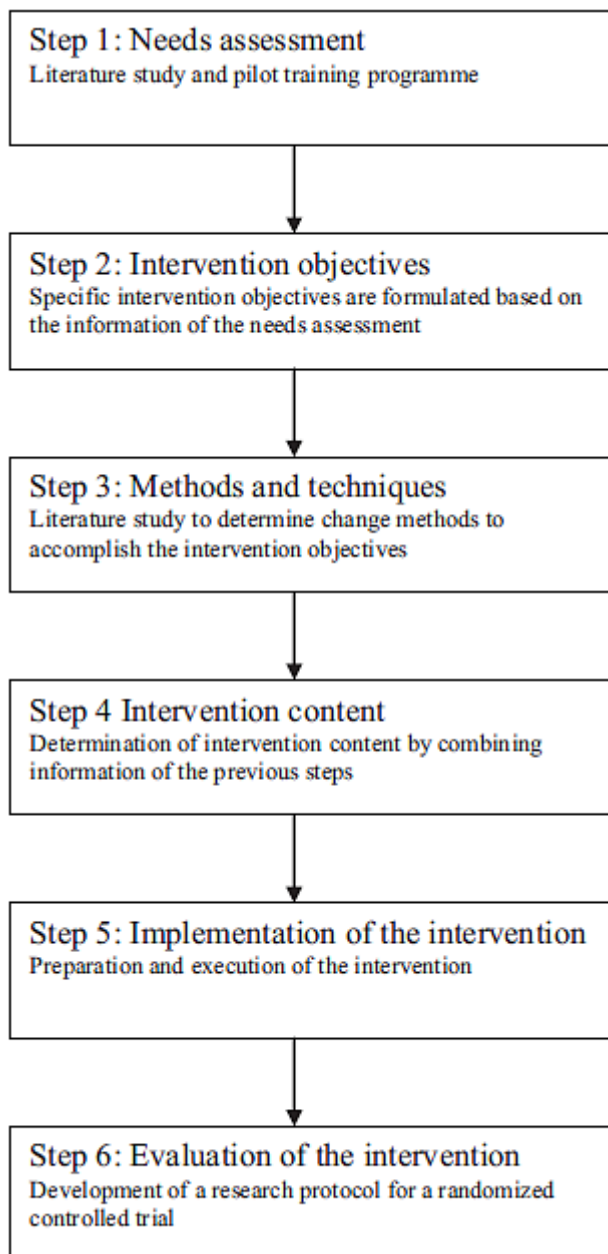 Step 1: Needs assessment
Literature study and pilot training programme
Step 2: Intervention objectives
Specific intervention objectives are formulated based on
the information of the needs assessment
Step 3: Methods and techniques
Literature study to determine change methods to
accomplish the intervention objectives
Step 4 Intervention content
Determination of intervention content by combining
information of the previous steps
Step 5: Implementation of the intervention
Preparation and execution of the intervention
Step 6: Evaluation of the intervention
Development of a research protocol for a randomized
controlled trial